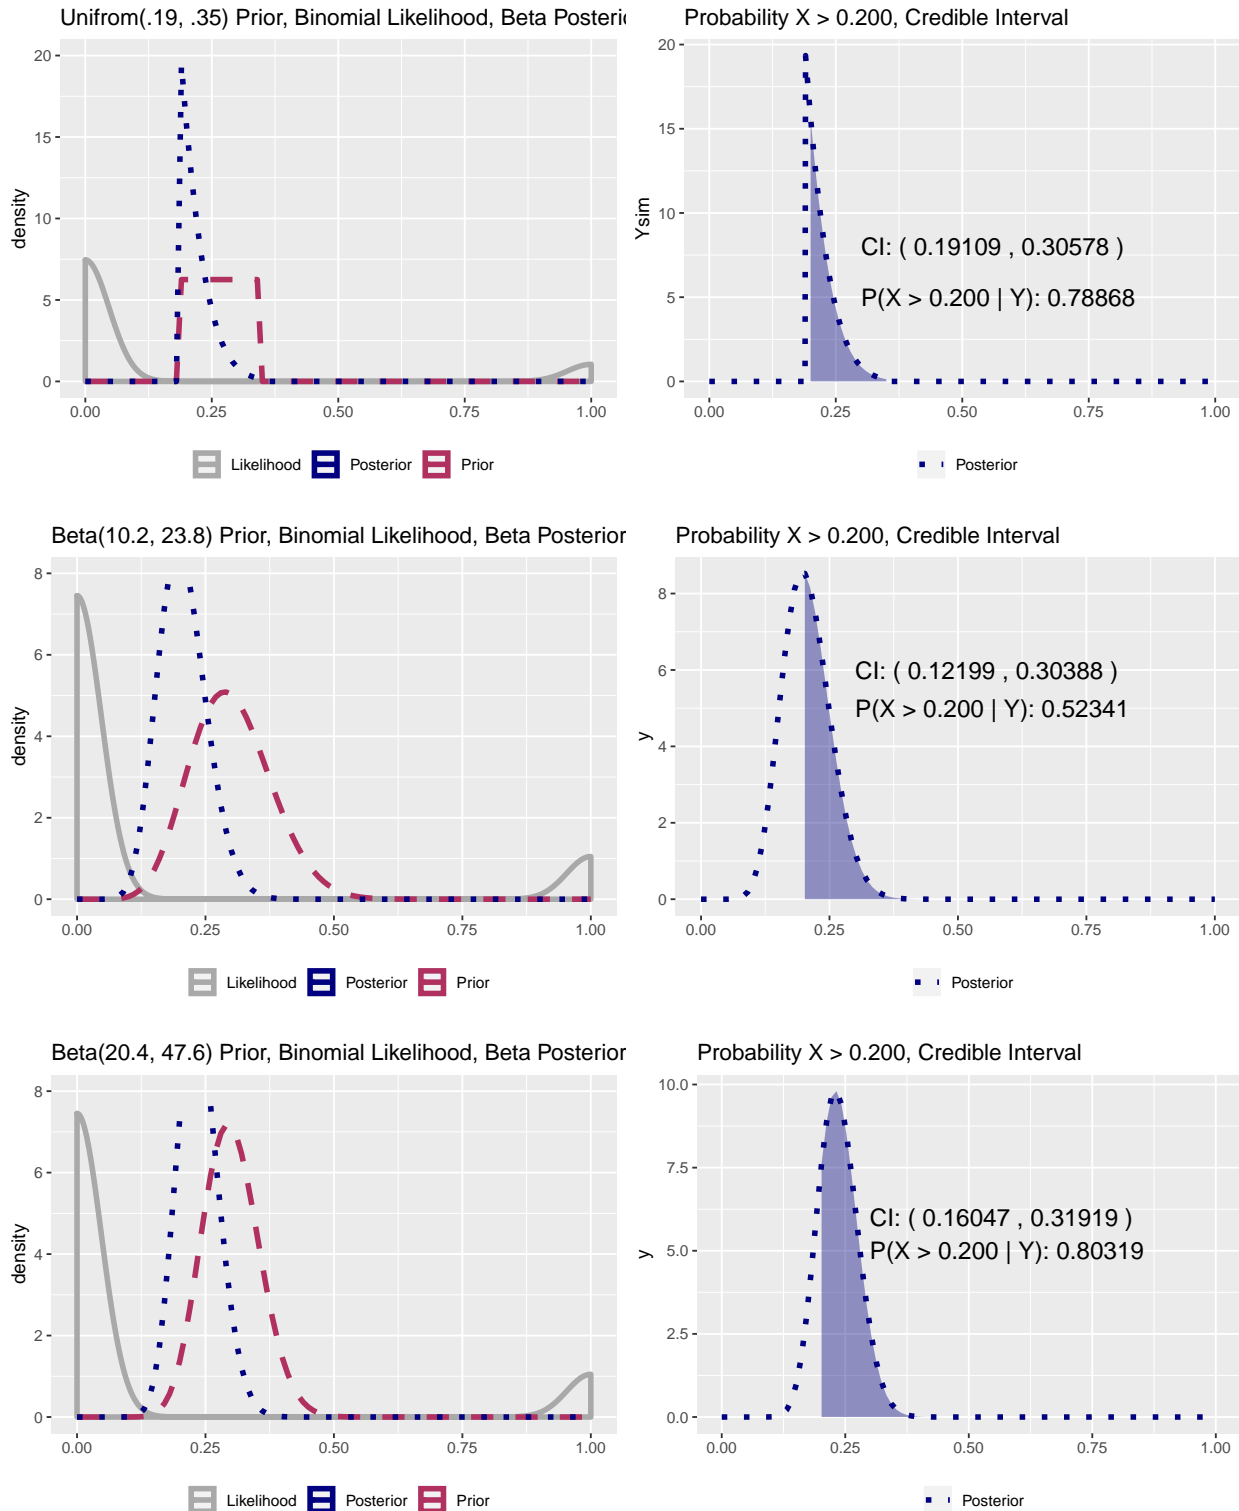 Unifrom(.19, .35) Prior, Binomial Likelihood, Beta Posteri
density
20
15
10
5
0
0.00 0.25 0.50 0.75 1.00
Likelihood Posterior Prior
Probability X > 0.200, Credible Interval
Ysim
20
15
10
5
0
CI: ( 0.19109 , 0.30578 )
P(X > 0.200 | Y): 0.78868
0.00 0.25 0.50 0.75 1.00
Posterior
Beta(10.2, 23.8) Prior, Binomial Likelihood, Beta Posterior
density
8
6
4
2
0
0.00 0.25 0.50 0.75 1.00
Likelihood Posterior Prior
Probability X > 0.200, Credible Interval
y
8
6
4
2
0
CI: ( 0.12199 , 0.30388 )
P(X > 0.200 | Y): 0.52341
0.00 0.25 0.50 0.75 1.00
Posterior
Beta(20.4, 47.6) Prior, Binomial Likelihood, Beta Posterior
density
8
6
4
2
0
0.00 0.25 0.50 0.75 1.00
Likelihood Posterior Prior
Probability X > 0.200, Credible Interval
y
10.0
7.5
5.0
2.5
0.0
CI: ( 0.16047 , 0.31919 )
P(X > 0.200 | Y): 0.80319
0.00 0.25 0.50 0.75 1.00
Posterior